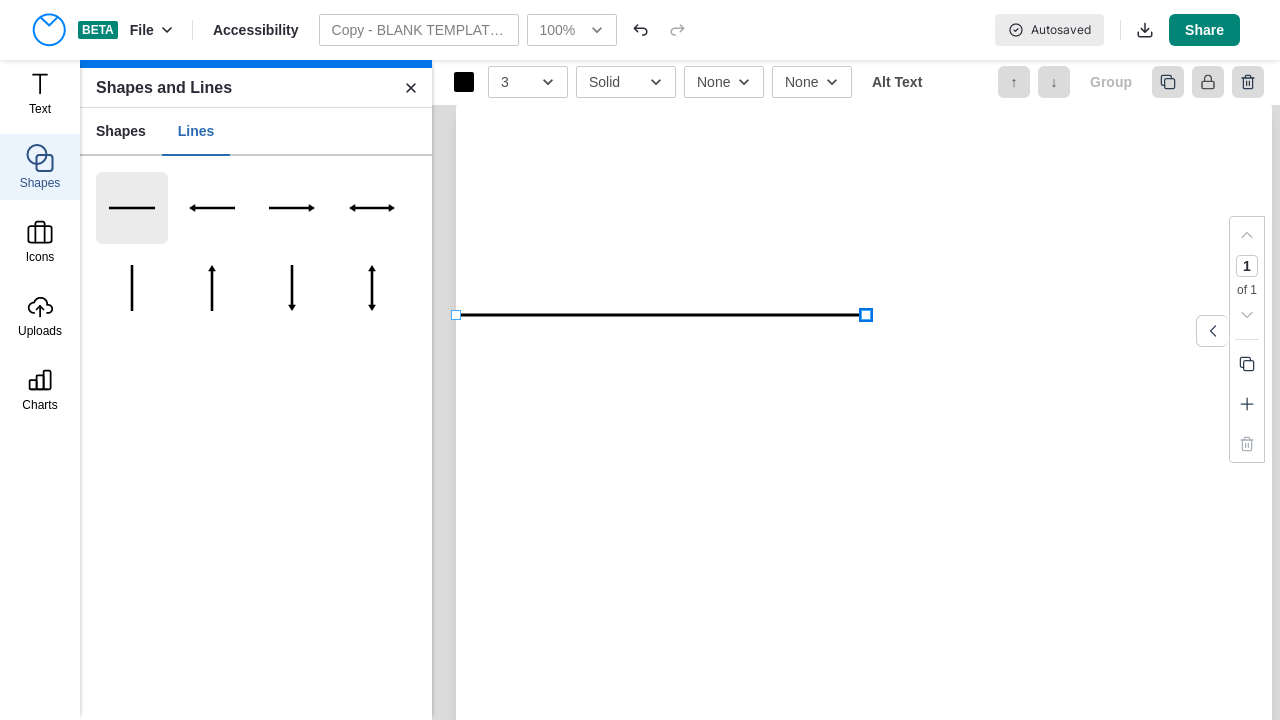 BETA
File
Accessibility
Copy - BLANK TEMPLAT...
100%
Autosaved
Share
Text
Shapes
Icons
Uploads
Charts
Shapes and Lines
Shapes
Lines
3
Solid
None
None
Alt Text
Group
1
of 1